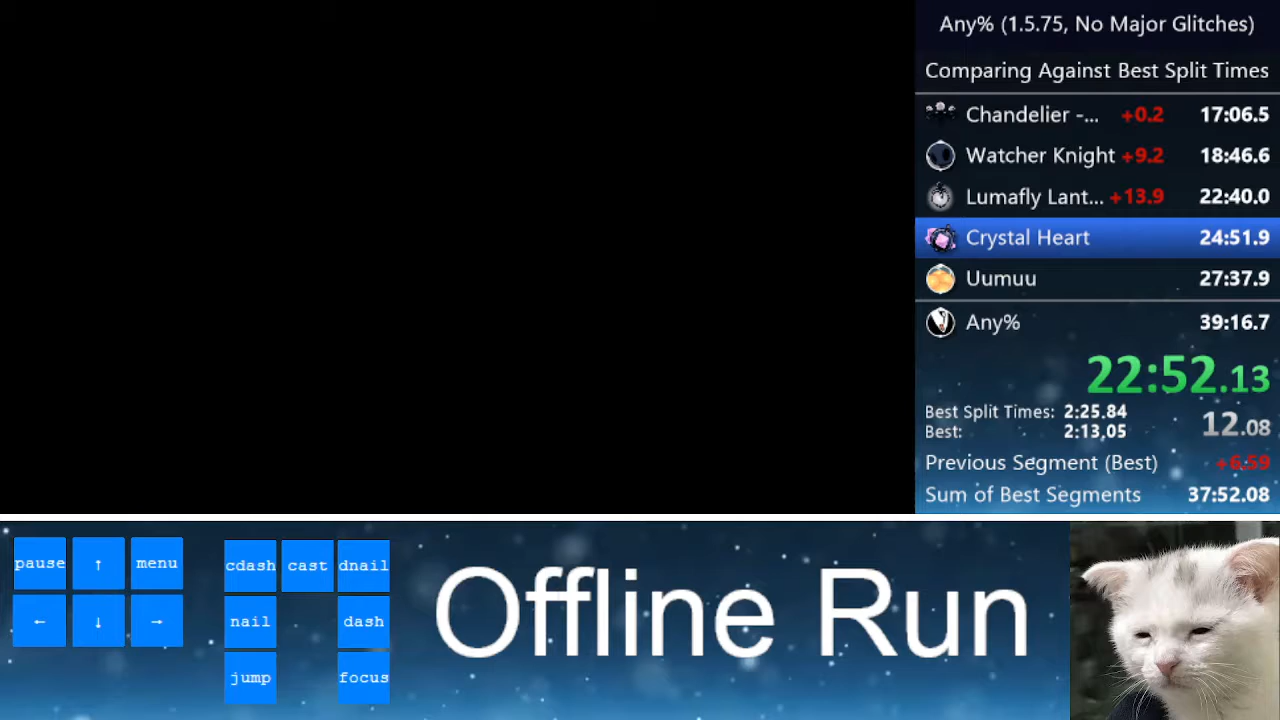 Any% (1.5.75, No Major Glitches)
Comparing Against Best Split Times
Chandelier -... +0.2 17:06.5
Watcher Knight +9.2 18:46.6
Lumafly Lant... +13.9 22:40.0
Crystal Heart 24:51.9
Uumuu 27:37.9
Any% 39:16.7
22:52.13
Best Split Times: 2:25.84
Best: 2:13.05
12.08
Previous Segment (Best) +6.59
Sum of Best Segments 37:52.08
pause ↑ menu
← ↓ →
cdash cast dnail
nail dash
jump focus
Offline Run